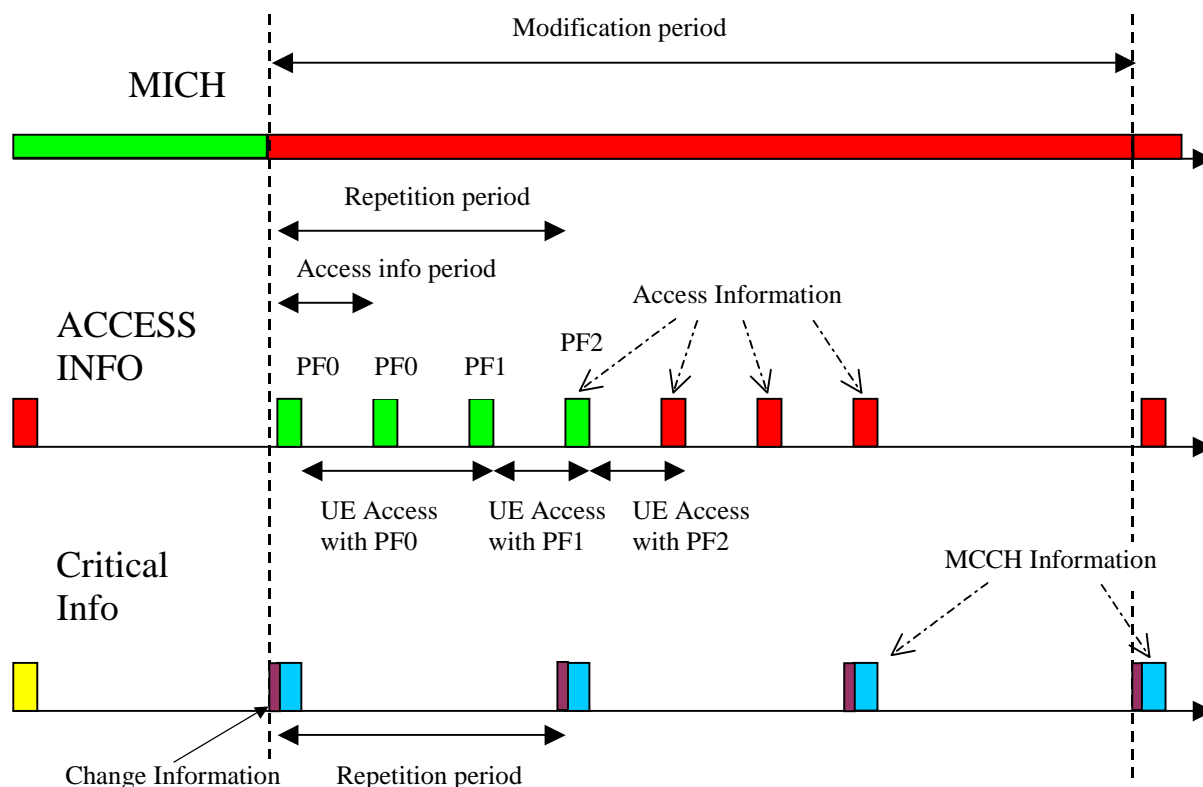 Modification period
MICH
Repetition period
Access info period
Access Information
ACCESS
INFO
PF0
PF0
PF1
PF2
UE Access
with PF0
UE Access
with PF1
UE Access
with PF2
Critical
Info
MCCH Information
Change Information
Repetition period